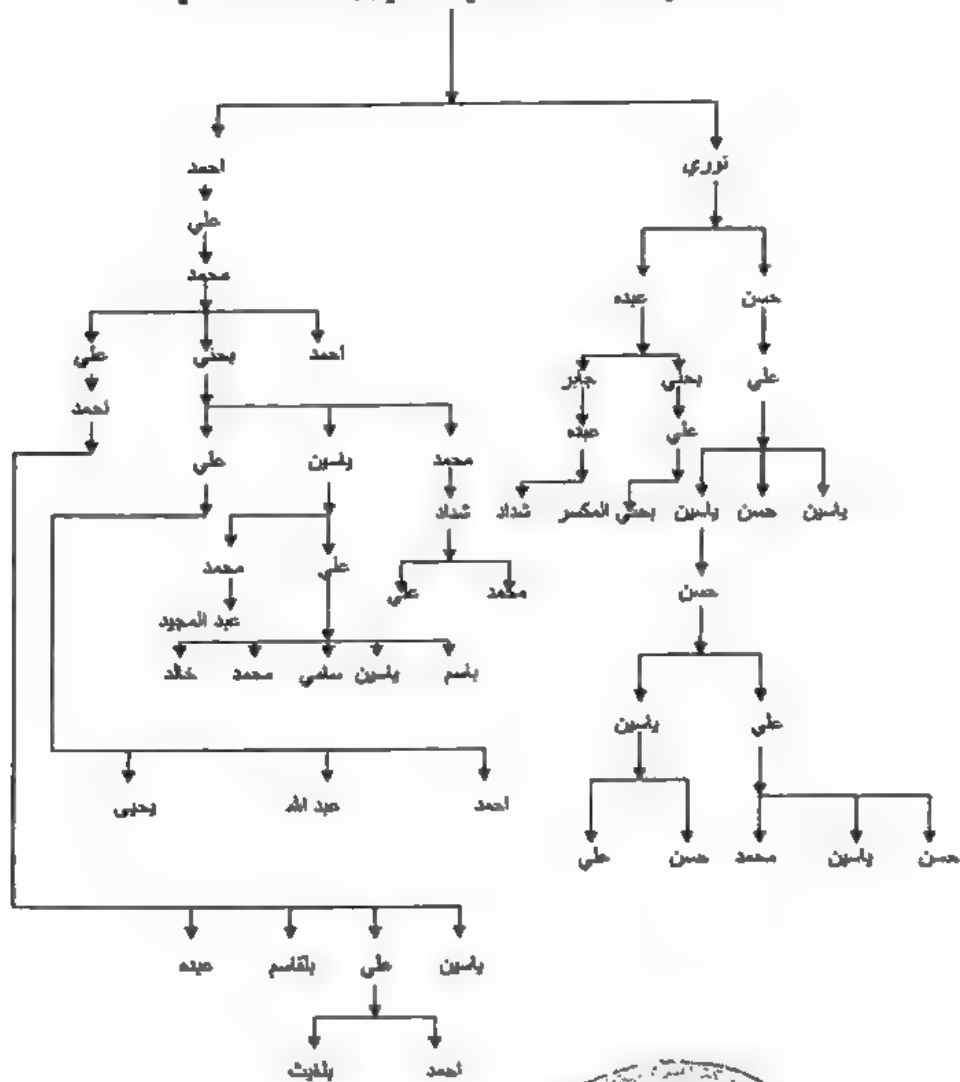 نوري
احمد
علي
محمد
حسن
عبده
احمد
يحيى
علي
علي
يحيى
جابر
احمد
علي
عبده
محمد
ياسين
علي
ياسين
حسن
ياسين
يحيى المكسر
شداد
شداد
علي
محمد
حسن
محمد
علي
عبد المجيد
باسم
ياسين
سامي
محمد
خالد
علي
ياسين
احمد
عبد الله
يحيى
حسن
ياسين
محمد
حسن
علي
ياسين
علي
بلقاسم
عبده
احمد
بلغيث